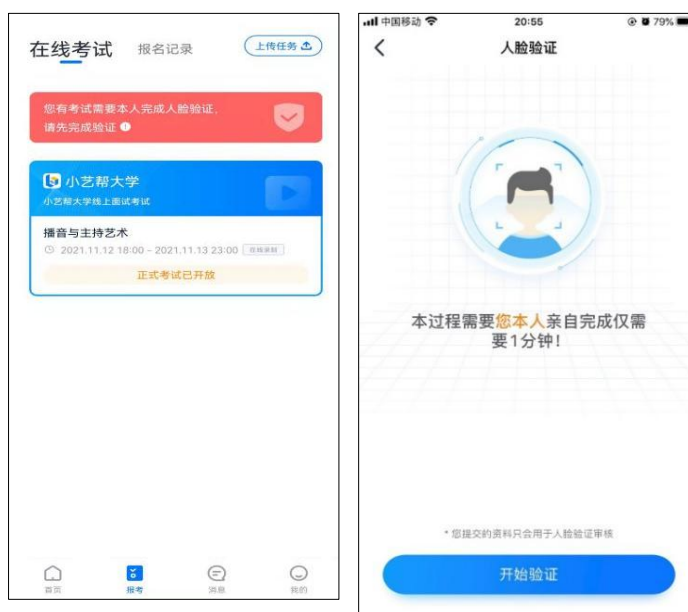 在线考试
报名记录
上传任务
您有考试需要本人完成人脸验证,
请先完成验证
小艺帮大学
小艺帮大学线上面试考试
播音与主持艺术
2021.11.12 18:00 - 2021.11.13 23:00
在线录制
正式考试已开放
首页
报考
消息
我的
中国移动
20:55
79%
人脸验证
本过程需要您本人亲自完成仅需
要1分钟!
* 您提交的资料只会用于人脸验证审核
开始验证